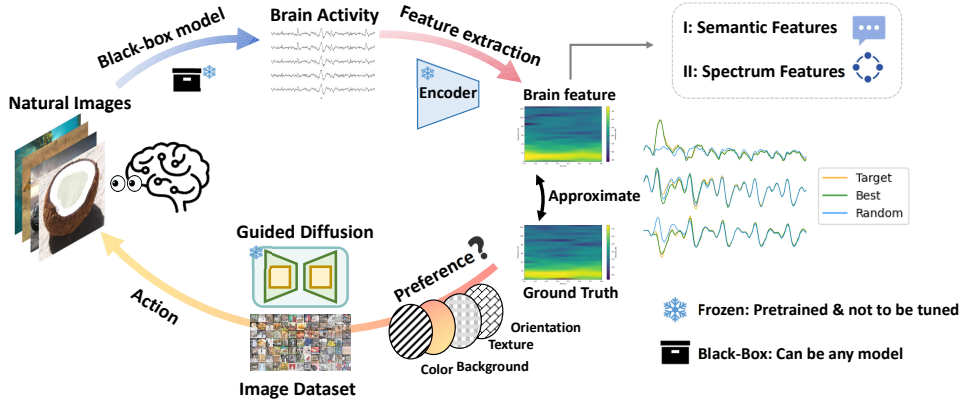 Black-box model
Brain Activity
Feature extraction
Encoder
I: Semantic Features
II: Spectrum Features
Natural Images
Brain feature
Approximate
Target
Best
Random
Guided Diffusion
Preference?
Ground Truth
Action
Orientation
Texture
Color Background
Image Dataset
Frozen: Pretrained & not to be tuned
Black-Box: Can be any model